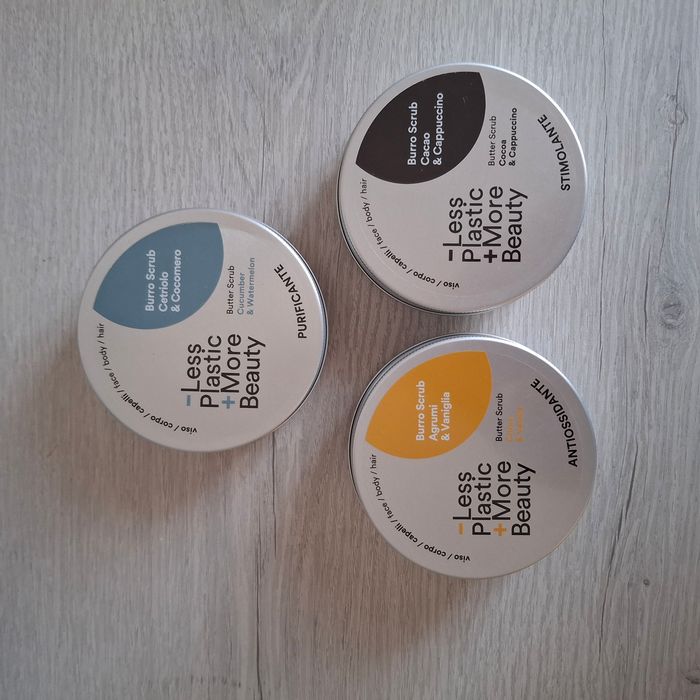 Burro Scrub
Cetriolo
& Cocomero
Butter Scrub
Cucumber
& Watermelon
PURIFICANTE
-Less
Plastic
+More
Beauty
viso / corpo / capelli / face / body / hair
Burro Scrub
Cacao
& Cappuccino
Butter Scrub
Cocoa
& Cappuccino
STIMOLANTE
-Less
Plastic
+More
Beauty
viso / corpo / capelli / face / body / hair
Burro Scrub
Agrumi
& Vaniglia
Butter Scrub
Citrus
& Vanilla
ANTIOSSIDANTE
-Less
Plastic
+More
Beauty
viso / corpo / capelli / face / body / hair